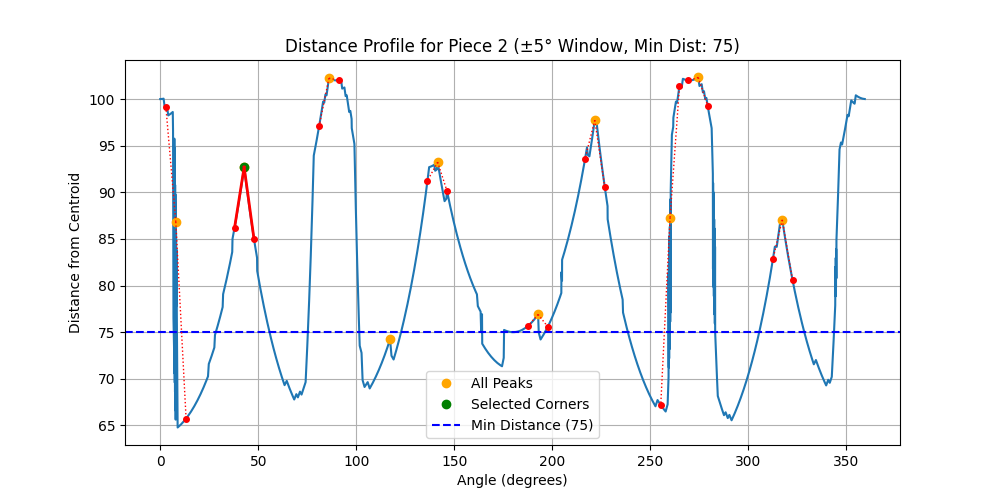 Distance Profile for Piece 2 (±5° Window, Min Dist: 75)
Distance from Centroid
100
95
90
85
80
75
70
65
All Peaks
Selected Corners
Min Distance (75)
0
50
100
150
200
250
300
350
Angle (degrees)